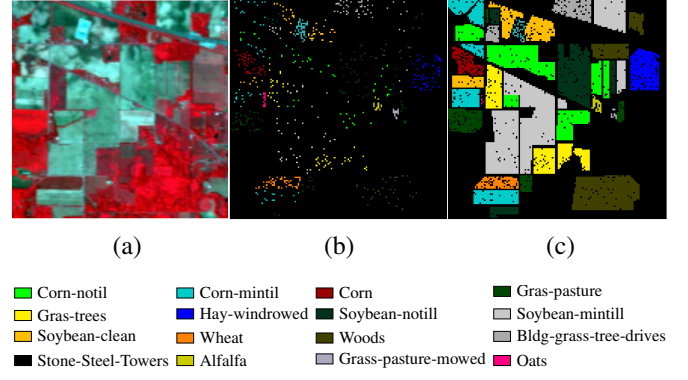 (a) (b) (c)
Corn-notil Corn-mintil Corn Gras-pasture
Gras-trees Hay-windrowed Soybean-notill Soybean-mintill
Soybean-clean Wheat Woods Bldg-grass-tree-drives
Stone-Steel-Towers Alfalfa Grass-pasture-mowed Oats